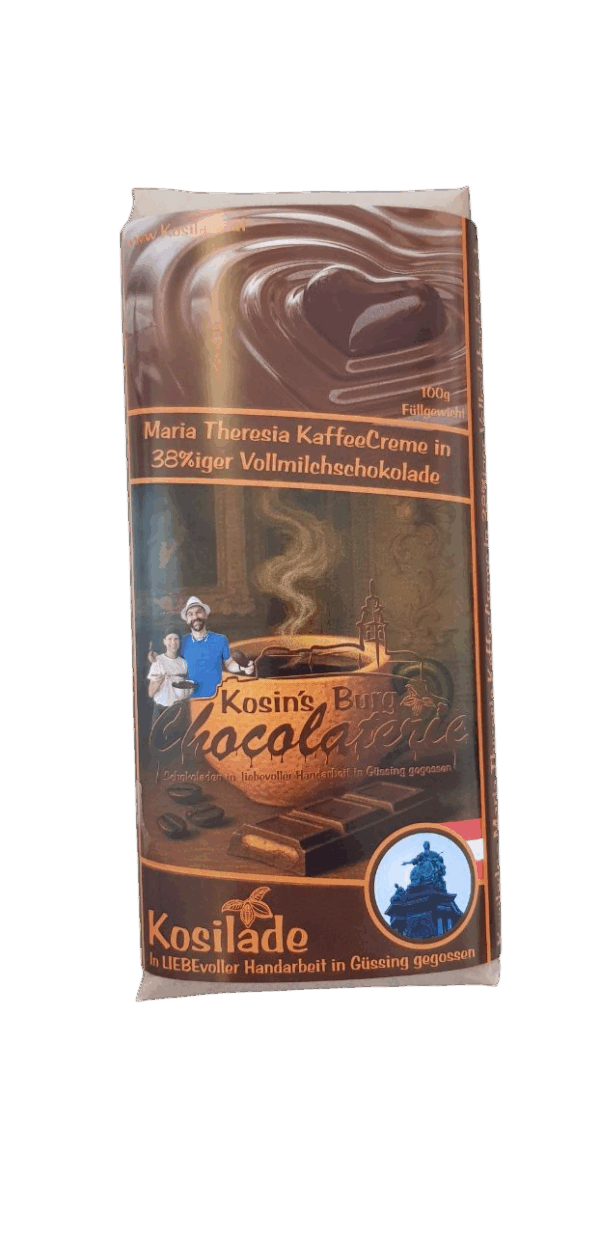 100g
Füllgewicht
Maria Theresia KaffeeCreme in
38%iger Vollmilchschokolade
Kosin's Burg
Chocolaterie
Schokoladen in liebevoller Handarbeit in Güssing gegossen
Kosilade
In LIEBEvoller Handarbeit in Güssing gegossen